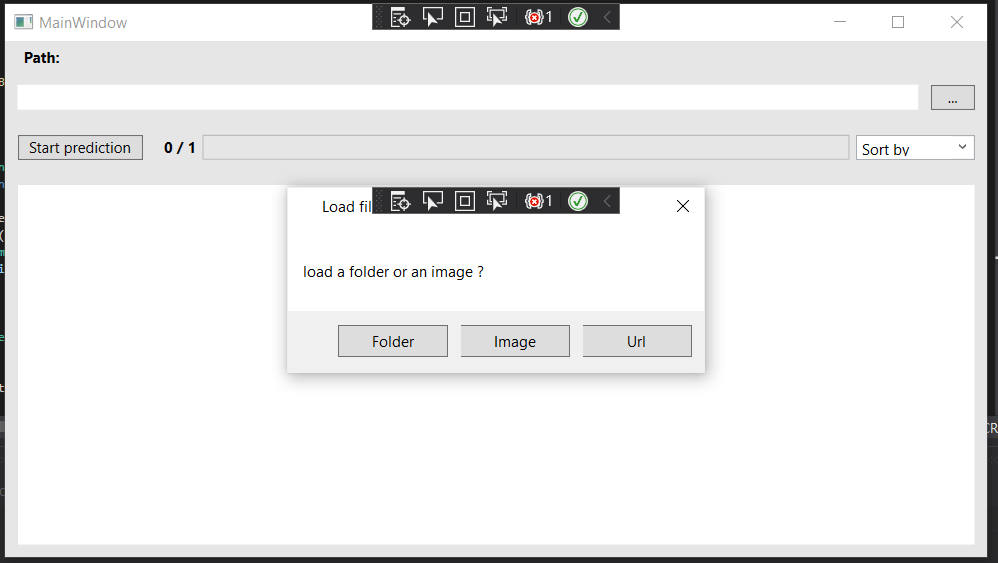 MainWindow
1
Path:
...
Start prediction
0 / 1
Sort by
Load fil
1
load a folder or an image ?
Folder
Image
Url